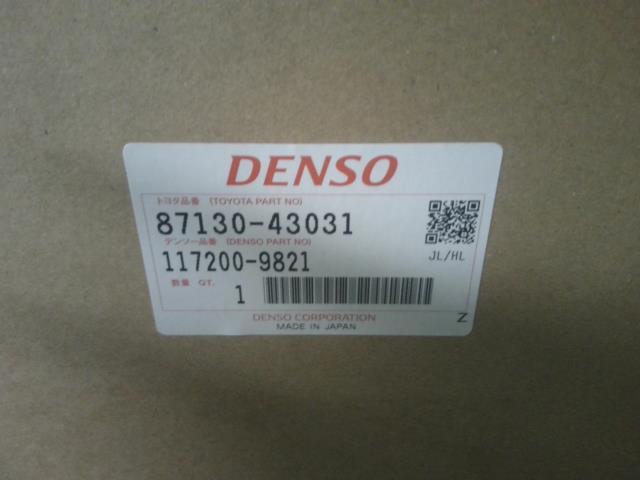 DENSO
トヨタ品番 (TOYOTA PART NO)
87130-43031
デンソー品番 (DENSO PART NO)
117200-9821
JL/HL
数量 QT.
1
DENSO CORPORATION
MADE IN JAPAN
Z